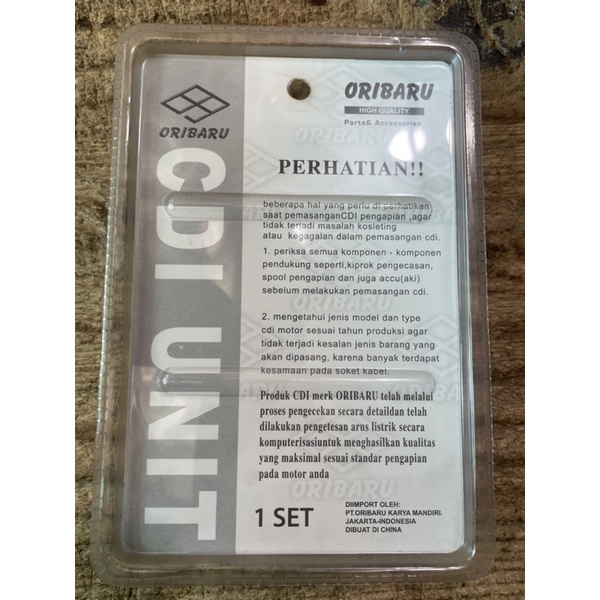 ORIBARU
CDI UNIT
ORIBARU
HIGH QUALITY
Parts& Accessories
PERHATIAN!!
beberapa hal yang perlu di perhatikan
saat pemasanganCDI pengapian ,agar
tidak terjadi masalah kosleting
atau kegagalan dalam pemasangan cdi.
1. periksa semua komponen - komponen
pendukung seperti,kiprok pengecasan,
spool pengapian dan juga accu(aki)
sebelum melakukan pemasangan cdi.
2. mengetahui jenis model dan type
cdi motor sesuai tahun produksi agar
tidak terjadi kesalan jenis barang yang
akan dipasang, karena banyak terdapat
kesamaan pada soket kabel.
Produk CDI merk ORIBARU telah melalui
proses pengecekan secara detaildan telah
dilakukan pengetesan arus listrik secara
komputerisasiuntuk menghasilkan kualitas
yang maksimal sesuai standar pengapian
pada motor anda
1 SET
DIIMPORT OLEH:
PT.ORIBARU KARYA MANDIRI.
JAKARTA-INDONESIA
DIBUAT DI CHINA